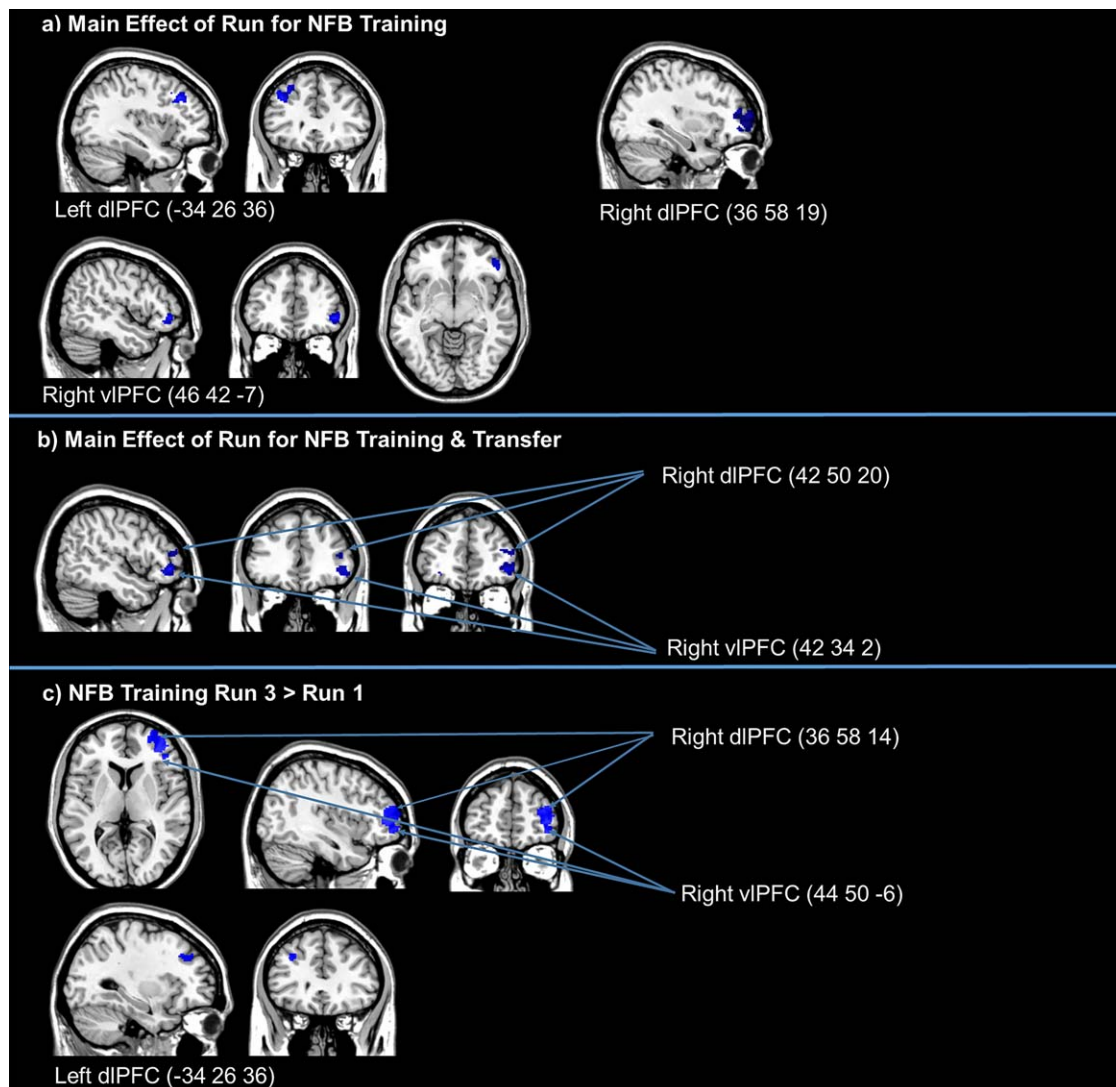 a) Main Effect of Run for NFB Training
Left dlPFC (-34 26 36)
Right dlPFC (36 58 19)
Right vlPFC (46 42 -7)
b) Main Effect of Run for NFB Training & Transfer
Right dlPFC (42 50 20)
Right vlPFC (42 34 2)
c) NFB Training Run 3 > Run 1
Right dlPFC (36 58 14)
Right vlPFC (44 50 -6)
Left dlPFC (-34 26 36)